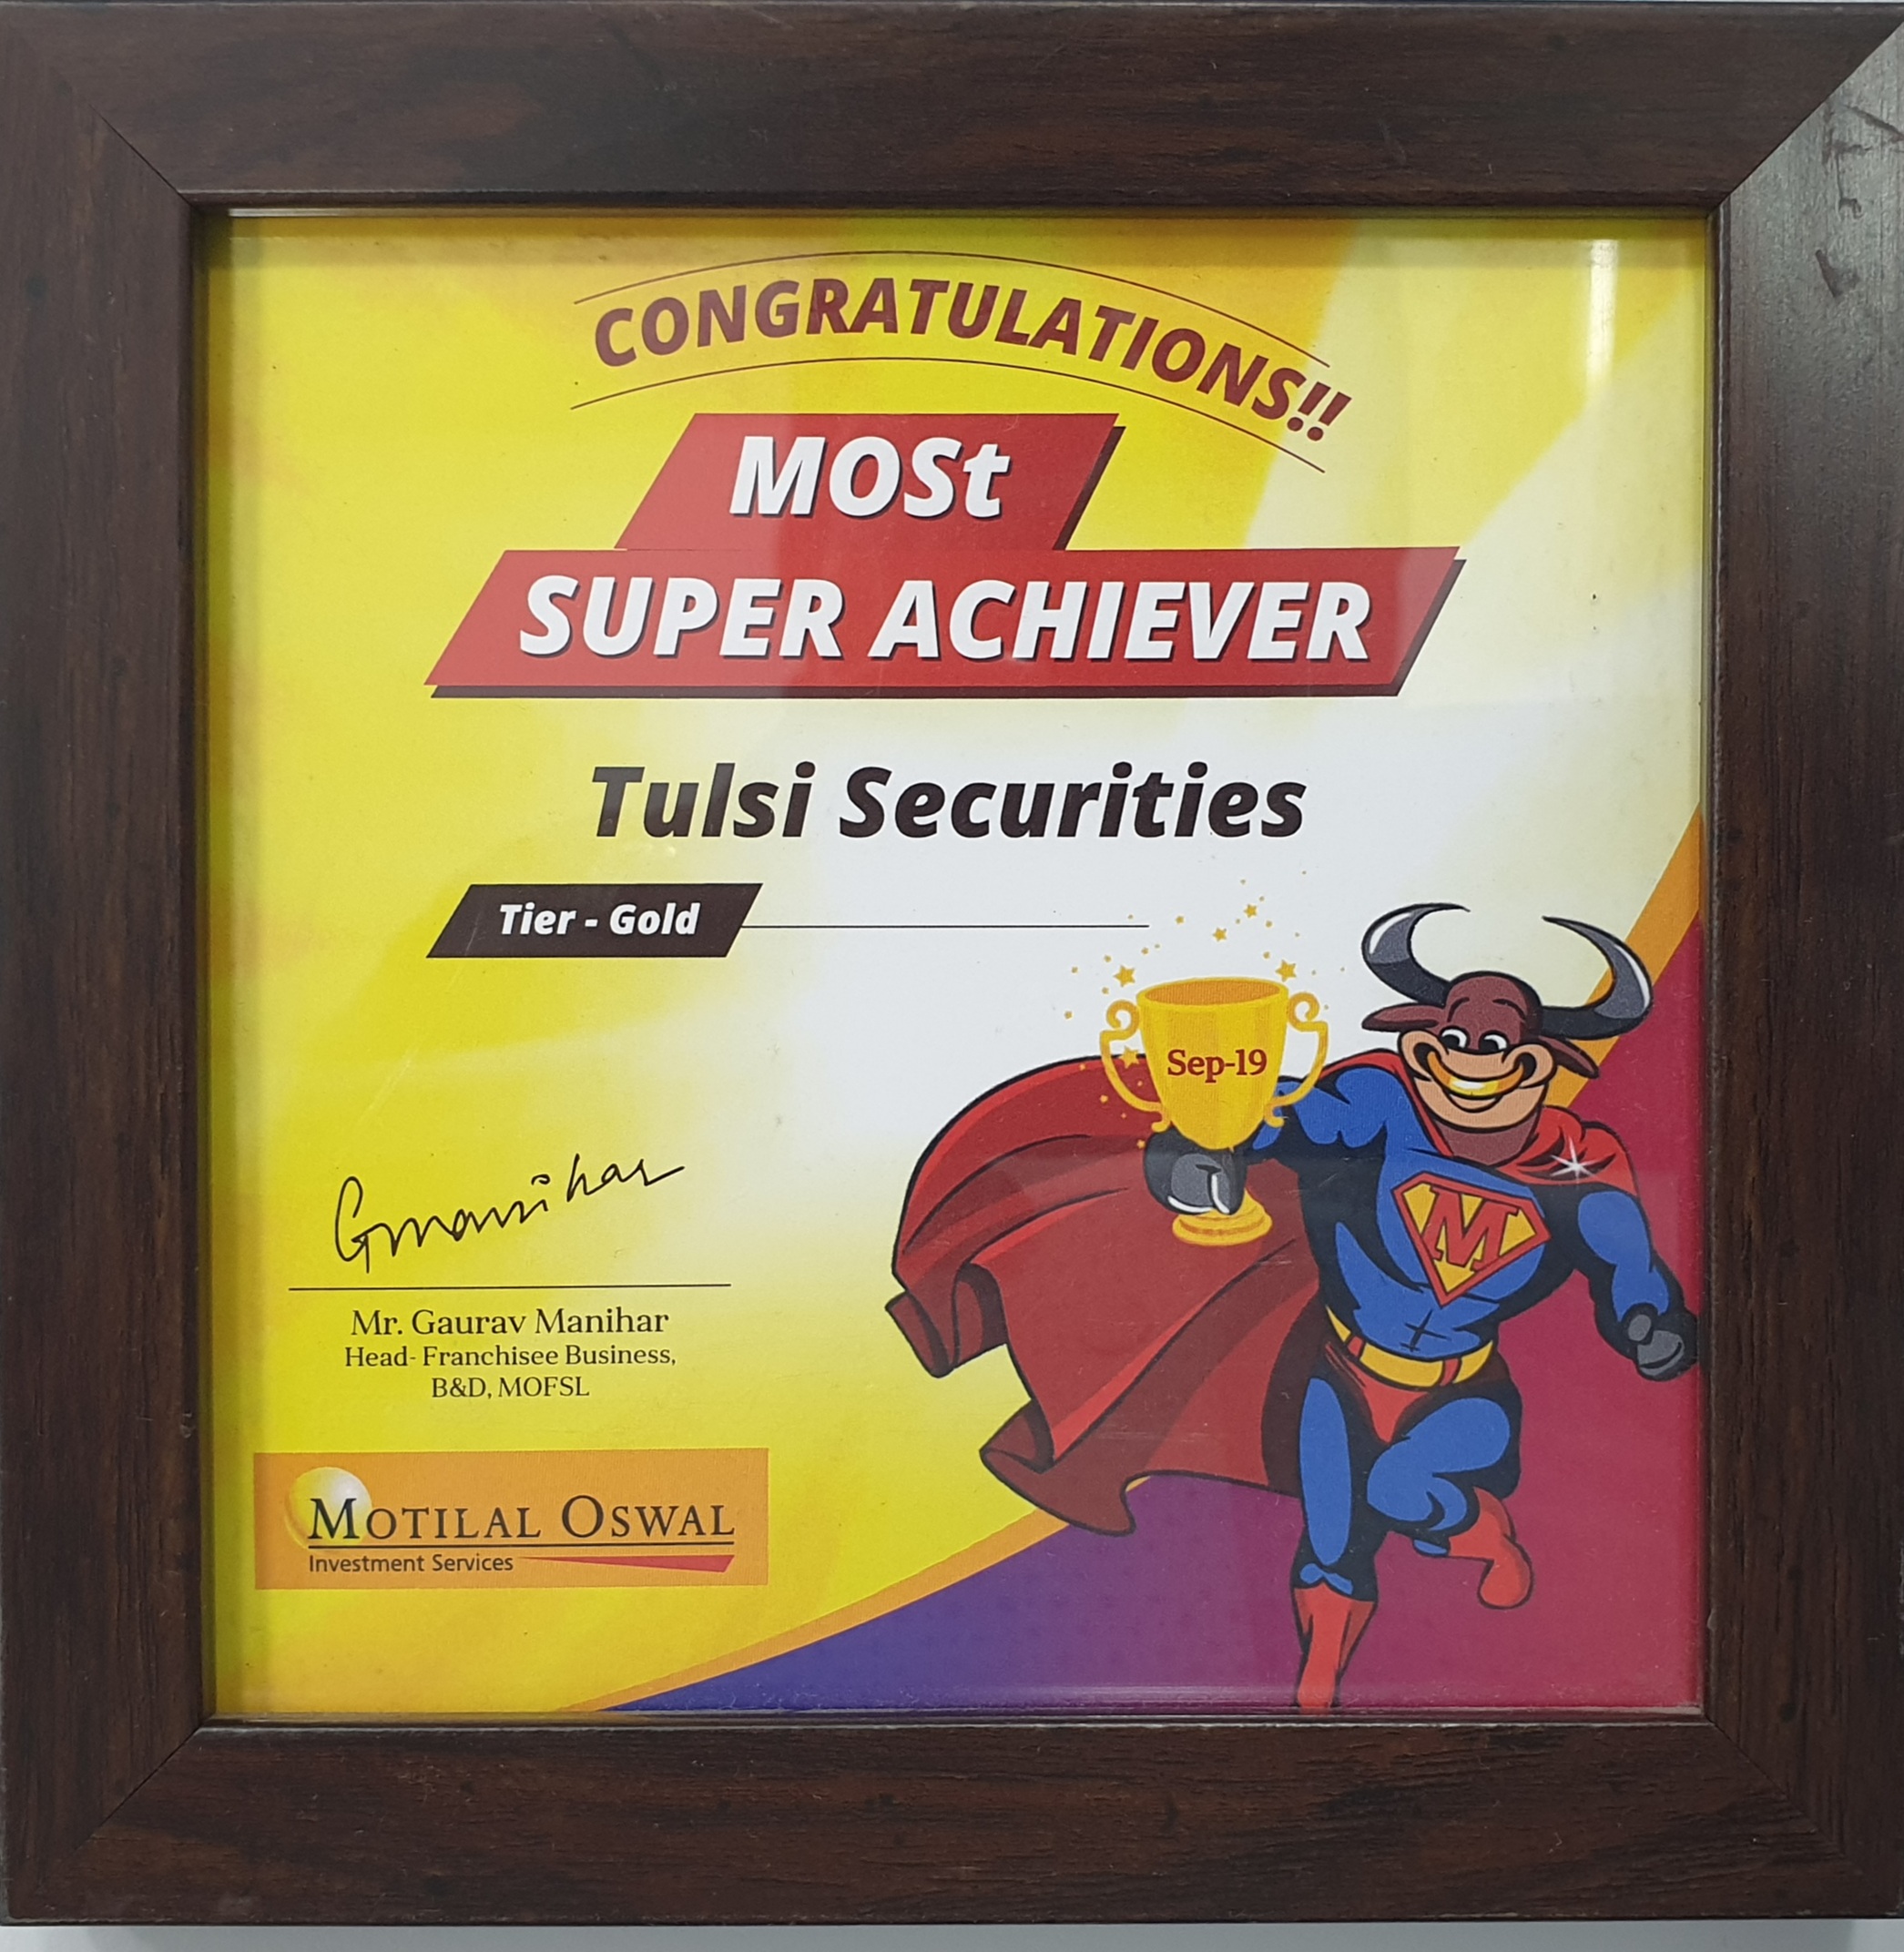 CONGRATULATIONS!!
MOSt
SUPER ACHIEVER
Tulsi Securities
Tier - Gold
Sep-19
M
Gmanihar
Mr. Gaurav Manihar
Head- Franchisee Business,
B&D, MOFSL
MOTILAL OSWAL
Investment Services